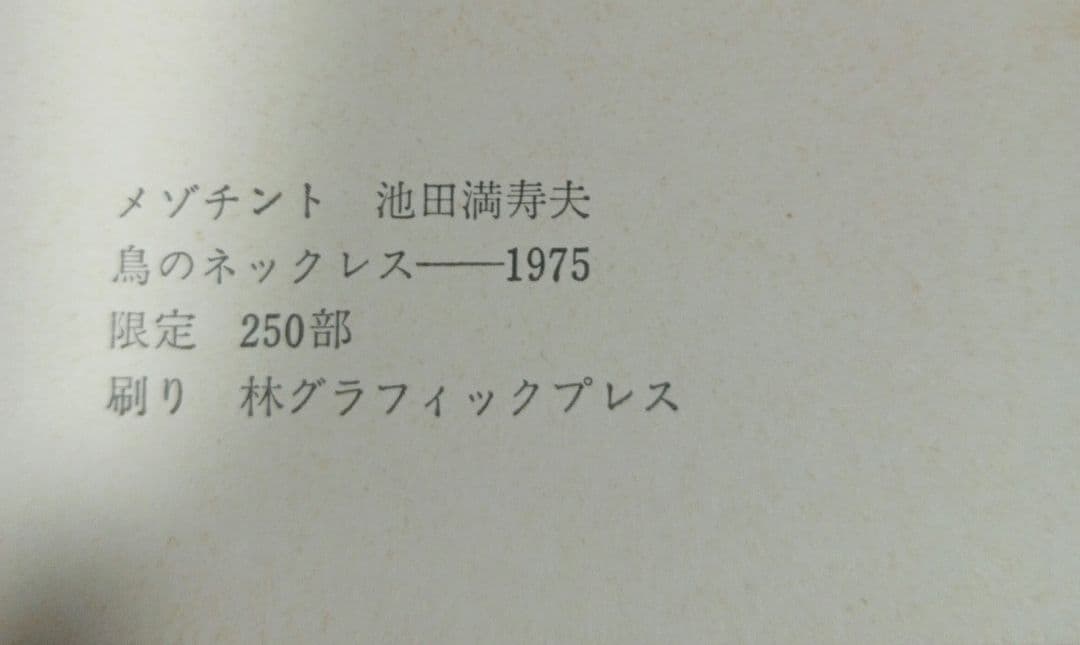 メゾチント　池田満寿夫
鳥のネックレス——1975
限定　250部
刷り　林グラフィックプレス